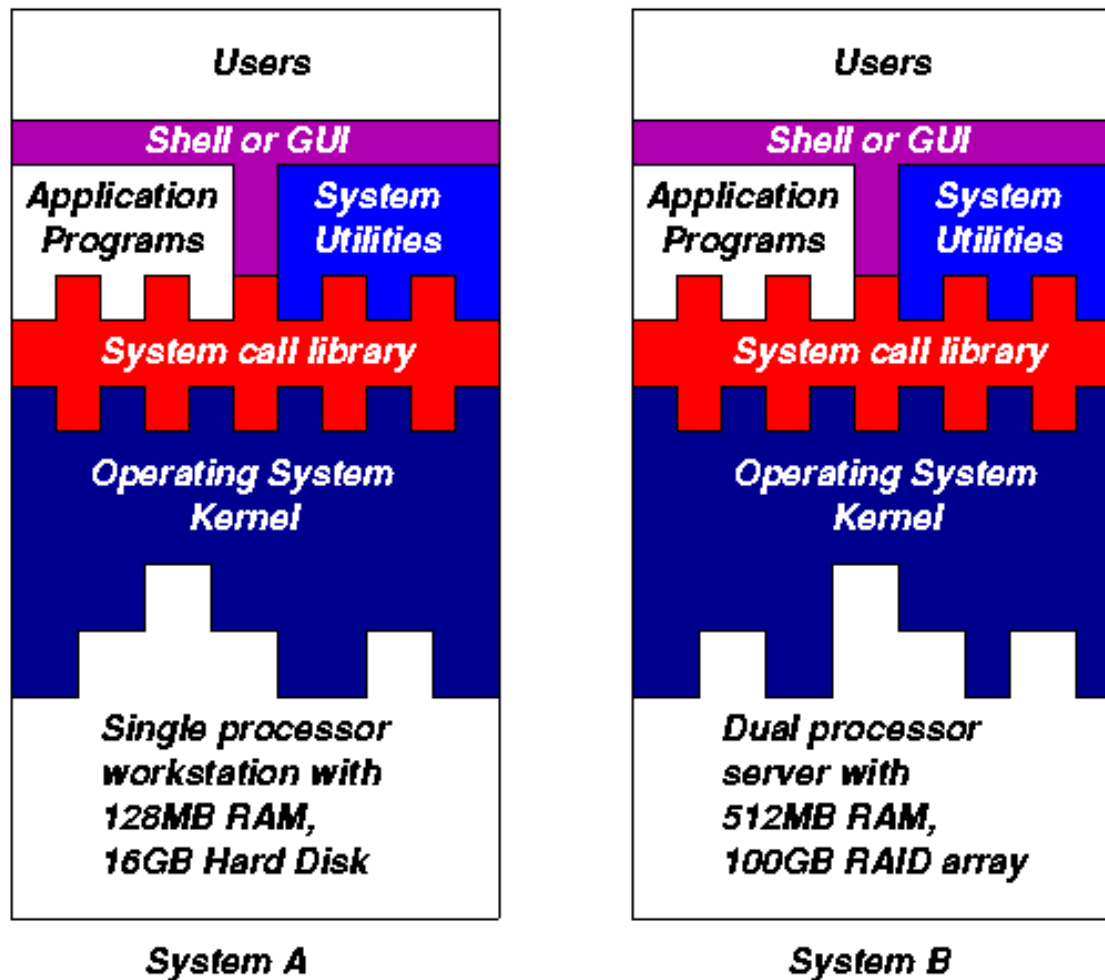 Users
Shell or GUI
Application
Programs
System
Utilities
System call library
Operating System
Kernel
Single processor
workstation with
128MB RAM,
16GB Hard Disk
System A
Users
Shell or GUI
Application
Programs
System
Utilities
System call library
Operating System
Kernel
Dual processor
server with
512MB RAM,
100GB RAID array
System B